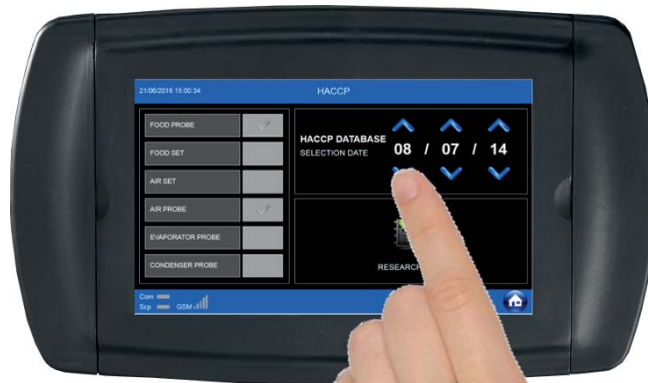 21/06/2016 15:00:34
HACCP
FOOD PROBE
FOOD SET
AIR SET
AIR PROBE
EVAPORATOR PROBE
CONDENSER PROBE
HACCP DATABASE
SELECTION DATE
08 / 07 / 14
RESEARCH
Com
Scp
GSM